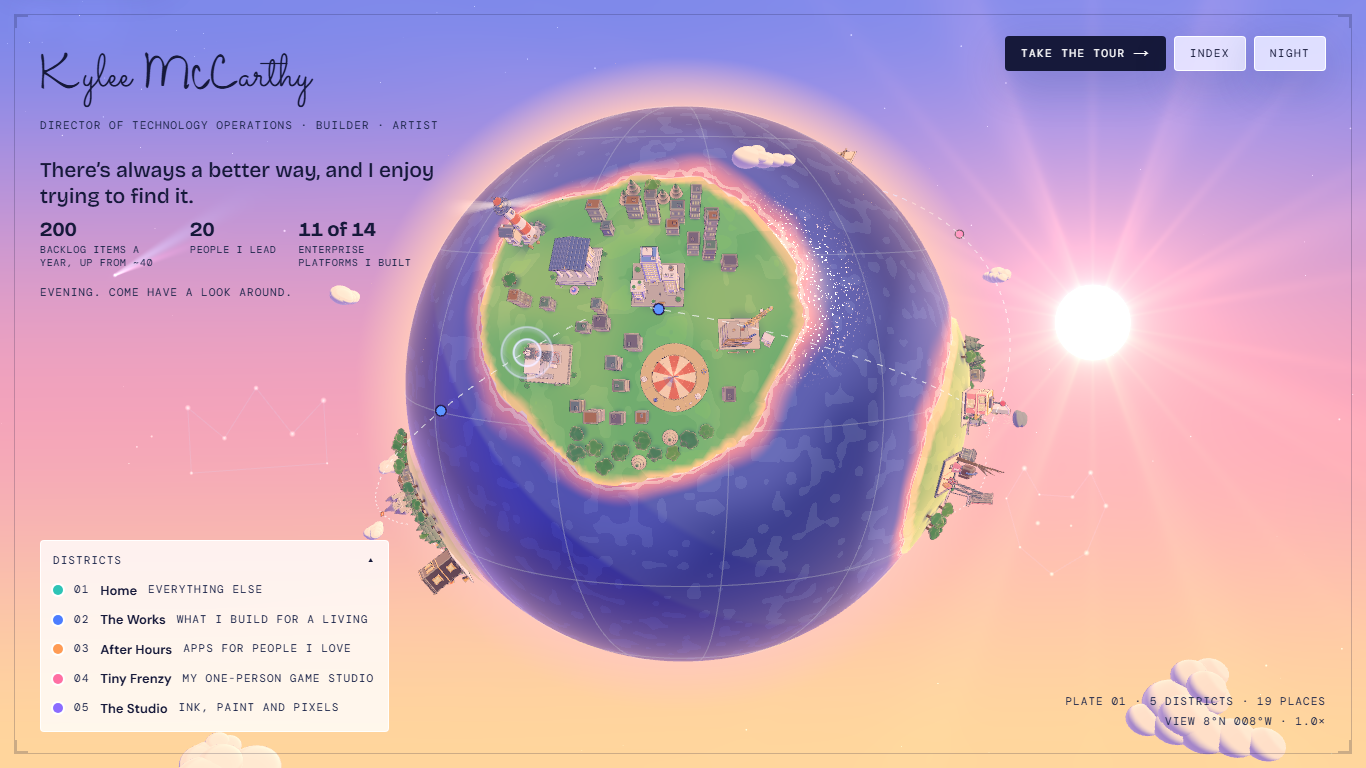 Kylee McCarthy
DIRECTOR OF TECHNOLOGY OPERATIONS · BUILDER · ARTIST
There's always a better way, and I enjoy
trying to find it.
200
BACKLOG ITEMS A
YEAR, UP FROM ~40
20
PEOPLE I LEAD
11 of 14
ENTERPRISE
PLATFORMS I BUILT
EVENING. COME HAVE A LOOK AROUND.
TAKE THE TOUR →
INDEX
NIGHT
DISTRICTS ▲
01 Home EVERYTHING ELSE
02 The Works WHAT I BUILD FOR A LIVING
03 After Hours APPS FOR PEOPLE I LOVE
04 Tiny Frenzy MY ONE-PERSON GAME STUDIO
05 The Studio INK, PAINT AND PIXELS
PLATE 01 · 5 DISTRICTS · 19 PLACES
VIEW 8°N 008°W · 1.0×